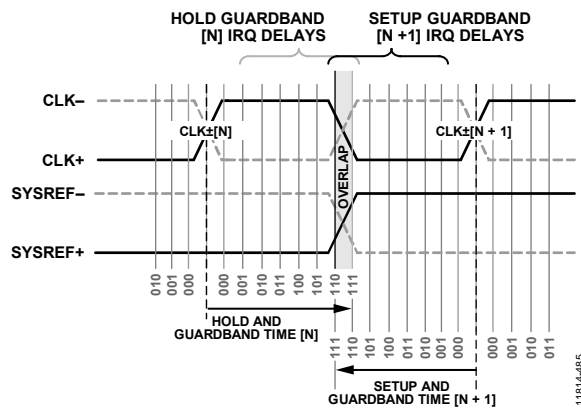 HOLD GUARDBAND
[N] IRQ DELAYS
SETUP GUARDBAND
[N +1] IRQ DELAYS
CLK–
CLK±[N]
CLK±[N + 1]
CLK+
SYSREF–
OVERLAP
SYSREF+
010
001
000
000
001
010
011
100
101
110
111
HOLD AND
GUARDBAND TIME [N]
111
110
101
100
011
010
001
000
000
001
010
011
SETUP AND
GUARDBAND TIME [N + 1]
11814-485